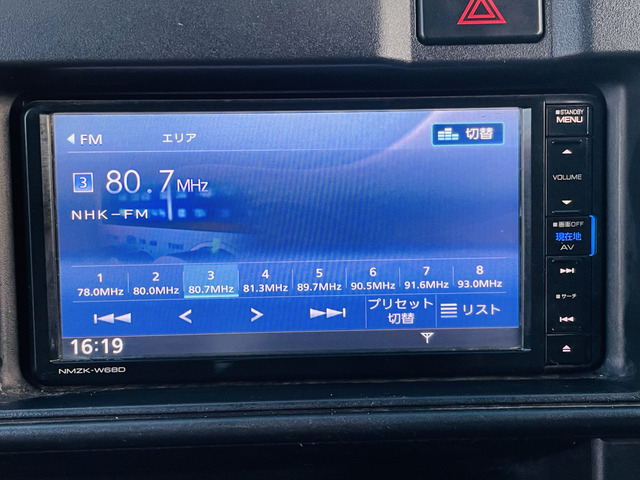 FM エリア 切替
3 80.7MHz
NHK-FM
1 2 3 4 5 6 7 8
78.0MHz 80.0MHz 80.7MHz 81.3MHz 89.7MHz 90.5MHz 91.6MHz 93.0MHz
プリセット
切替
リスト
16:19
NMZK-W68D
STANDBY
MENU
VOLUME
画面OFF
現在地
AV
サーチ